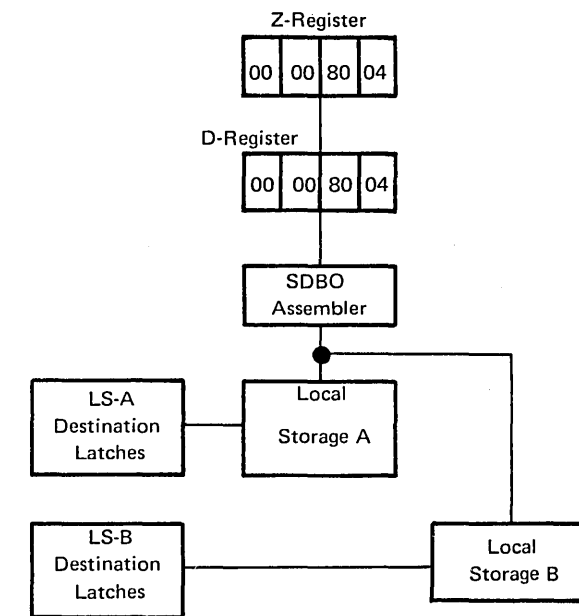 Z-Register
00 00 80 04
D-Register
00 00 80 04
SDBO
Assembler
LS-A
Destination
Latches
Local
Storage A
LS-B
Destination
Latches
Local
Storage B